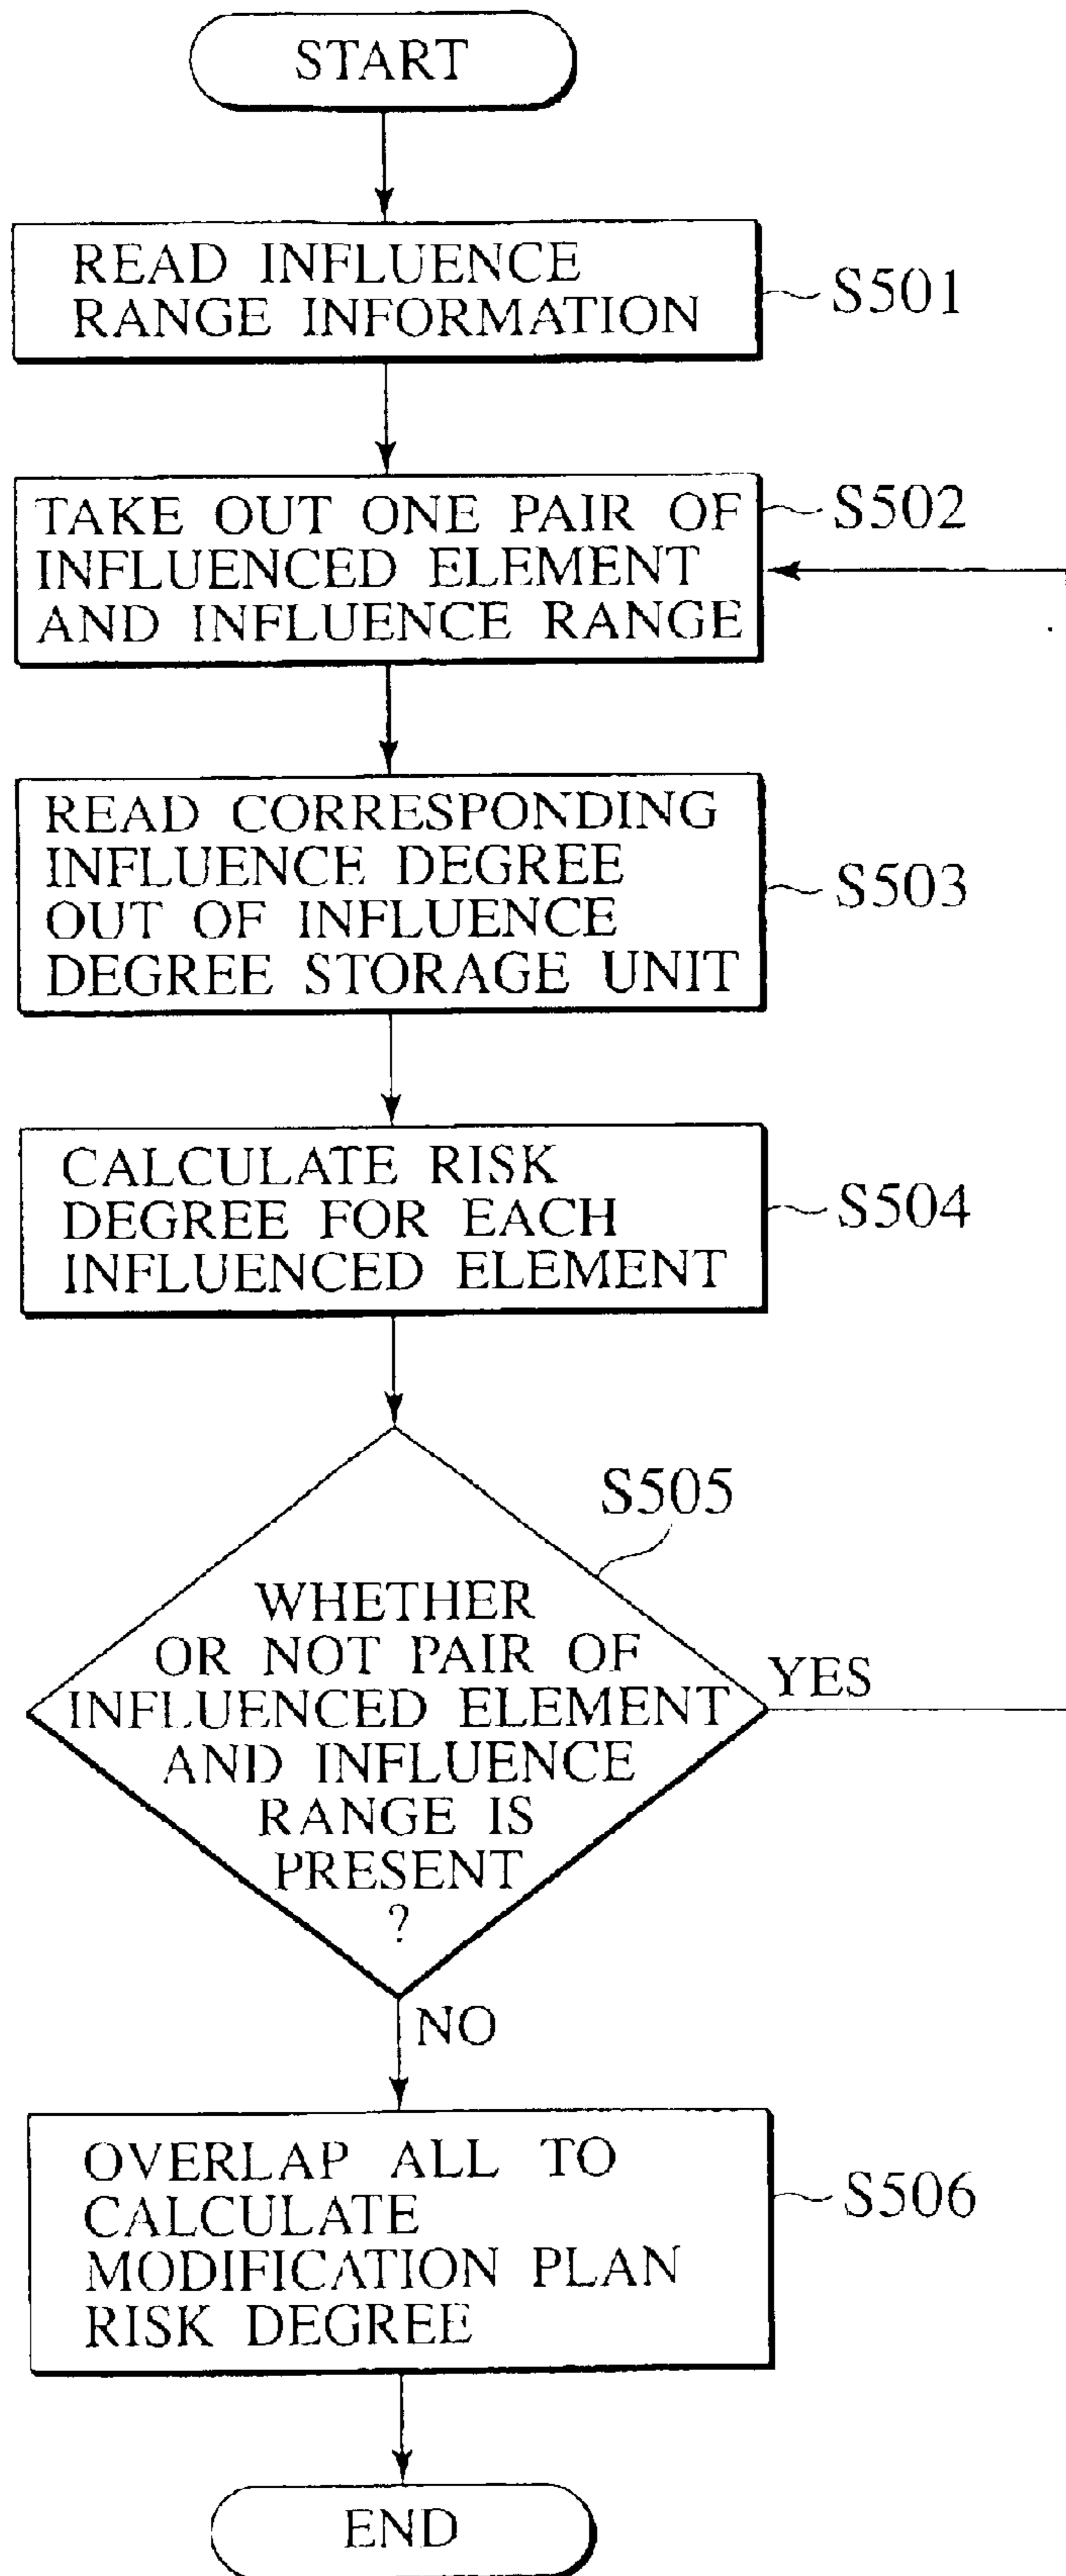 START
READ INFLUENCE
RANGE INFORMATION
S501
TAKE OUT ONE PAIR OF
INFLUENCED ELEMENT
AND INFLUENCE RANGE
S502
READ CORRESPONDING
INFLUENCE DEGREE
OUT OF INFLUENCE
DEGREE STORAGE UNIT
S503
CALCULATE RISK
DEGREE FOR EACH
INFLUENCED ELEMENT
S504
S505
WHETHER
OR NOT PAIR OF
INFLUENCED ELEMENT
AND INFLUENCE
RANGE IS
PRESENT
?
YES
NO
OVERLAP ALL TO
CALCULATE
MODIFICATION PLAN
RISK DEGREE
S506
END